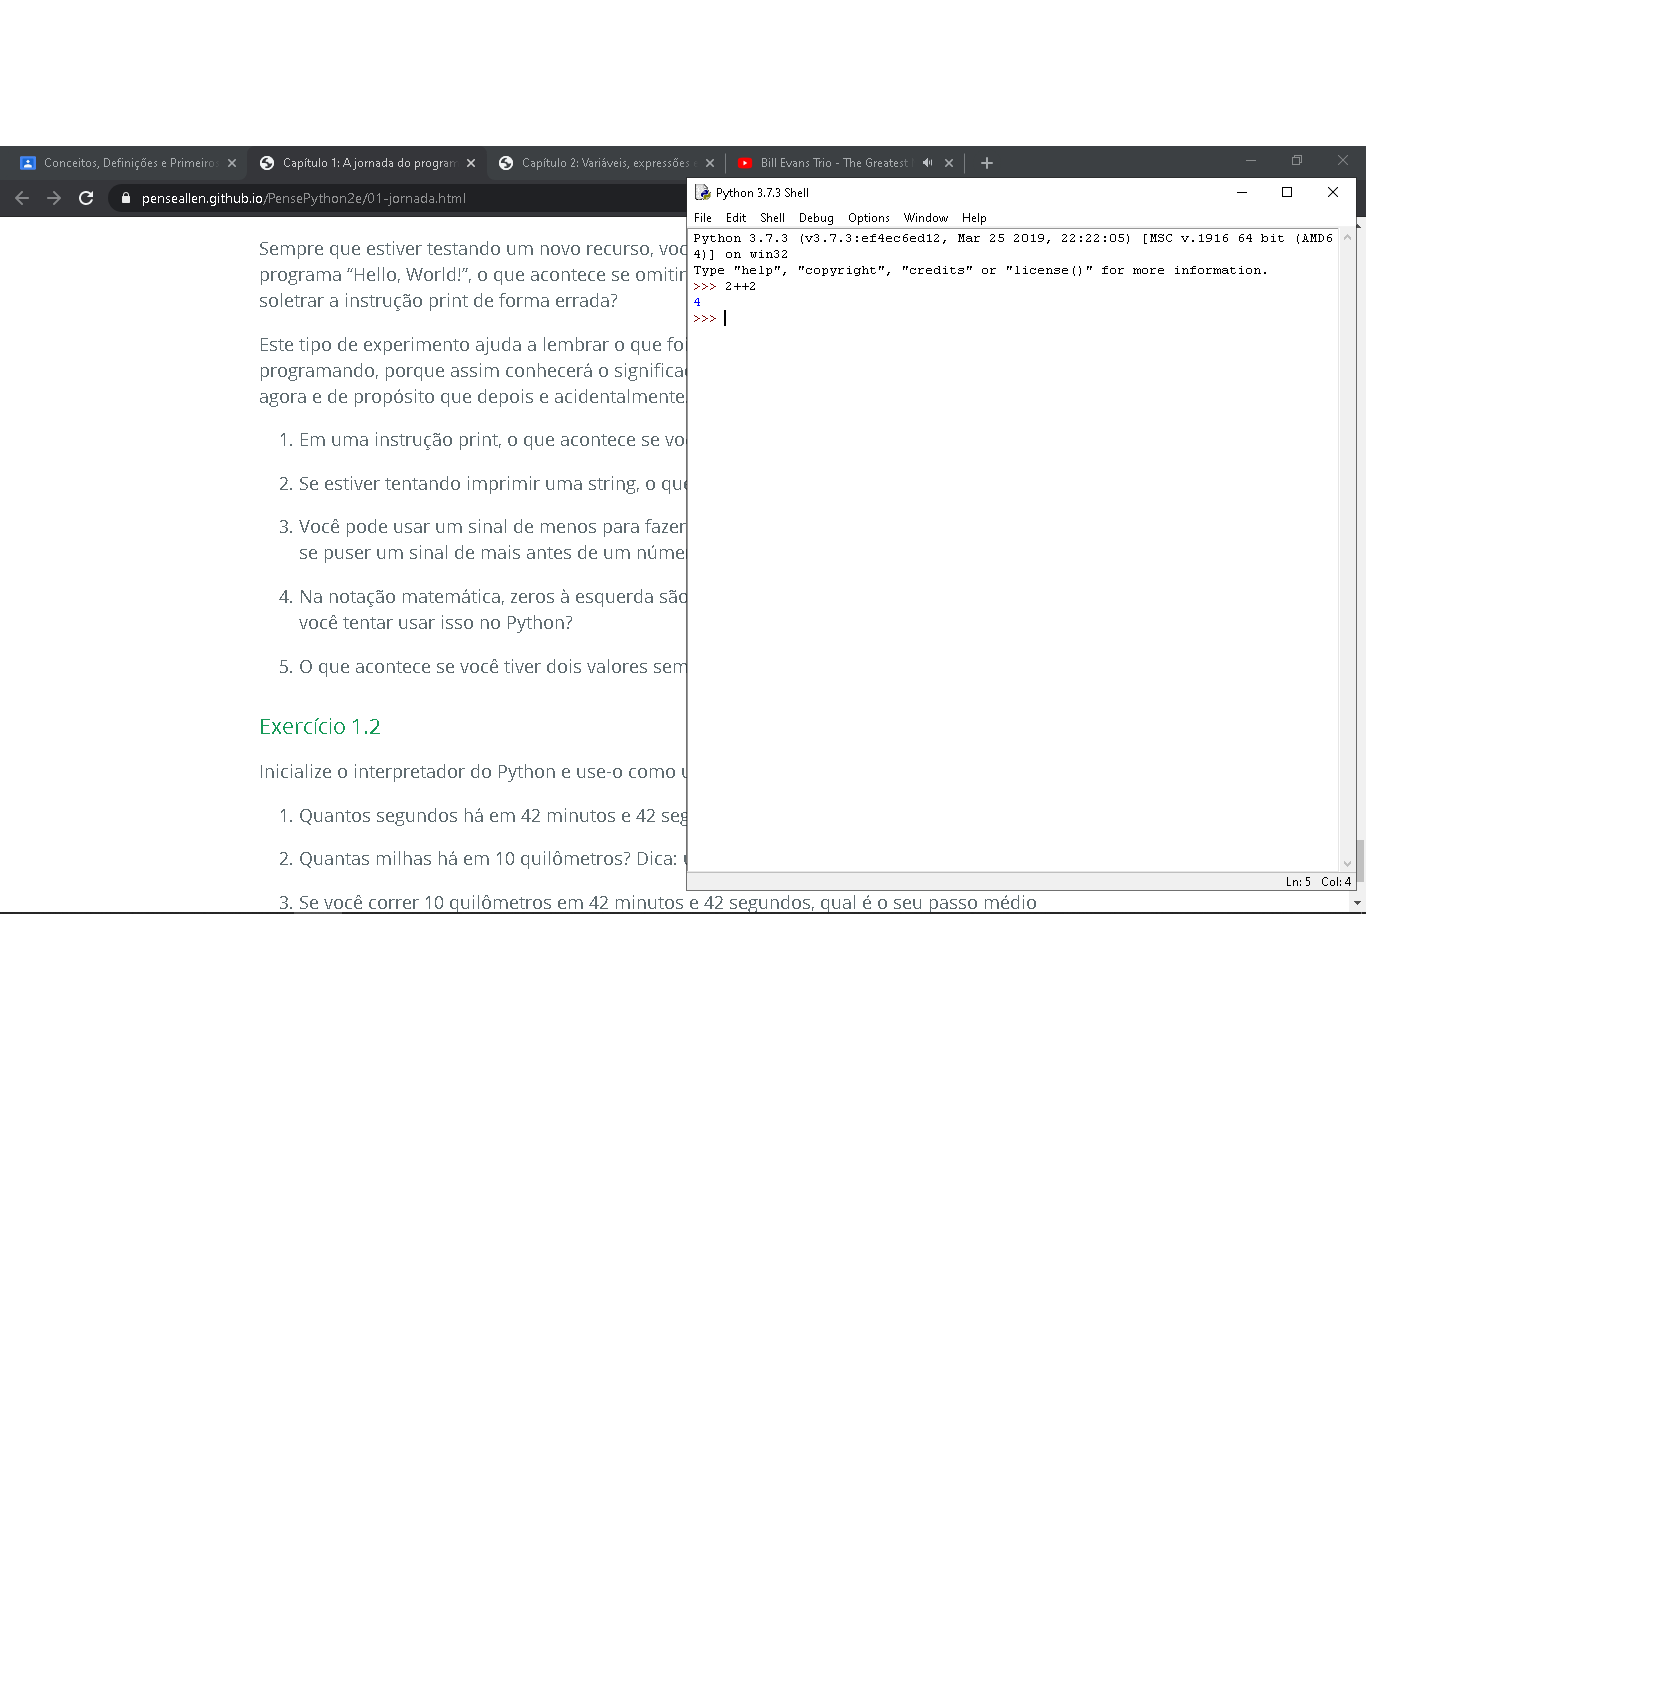 Conceitos, Definições e Primeiros
Capítulo 1: A jornada do program
Capítulo 2: Variáveis, expressões e
Bill Evans Trio - The Greatest
penseallen.github.io/PensePython2e/01-jornada.html
Python 3.7.3 Shell
File Edit Shell Debug Options Window Help
Python 3.7.3 (v3.7.3:ef4ec6ed12, Mar 25 2019, 22:22:05) [MSC v.1916 64 bit (AMD6
4)] on win32
Type "help", "copyright", "credits" or "license()" for more information.
>>> 2++2
4
>>>
Ln: 5 Col: 4
Sempre que estiver testando um novo recurso, voc
programa “Hello, World!”, o que acontece se omitir
soletrar a instrução print de forma errada?
Este tipo de experimento ajuda a lembrar o que foi
programando, porque assim conhecerá o significa
agora e de propósito que depois e acidentalmente.
1. Em uma instrução print, o que acontece se vo
2. Se estiver tentando imprimir uma string, o que
3. Você pode usar um sinal de menos para fazer
se puser um sinal de mais antes de um núme
4. Na notação matemática, zeros à esquerda são
você tentar usar isso no Python?
5. O que acontece se você tiver dois valores sem
Exercício 1.2
Inicialize o interpretador do Python e use-o como u
1. Quantos segundos há em 42 minutos e 42 seg
2. Quantas milhas há em 10 quilômetros? Dica: u
3. Se você correr 10 quilômetros em 42 minutos e 42 segundos, qual é o seu passo médio